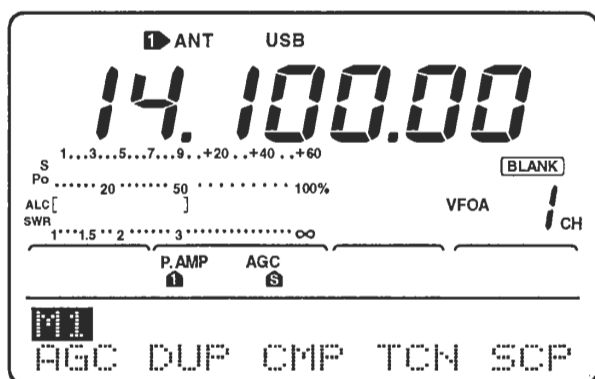 1 ANT USB
14.100.00
S 1...3...5...7...9..+20..+40..+60
BLANK
Po ........ 20 ........ 50 .............. 100%
ALC [ ]
VFOA 1 CH
SWR 1....1.5..2........3.............∞
P.AMP AGC
1 S
M1
AGC DUP CMP TCN SCP